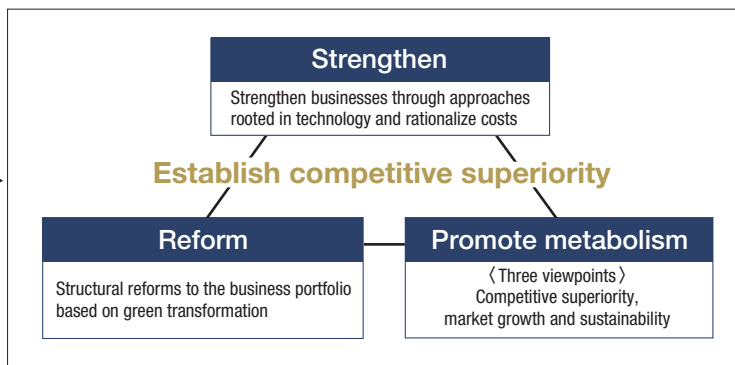 Strengthen
Strengthen businesses through approaches
rooted in technology and rationalize costs
Establish competitive superiority
Reform
Structural reforms to the business portfolio
based on green transformation
Promote metabolism
〈Three viewpoints〉
Competitive superiority,
market growth and sustainability